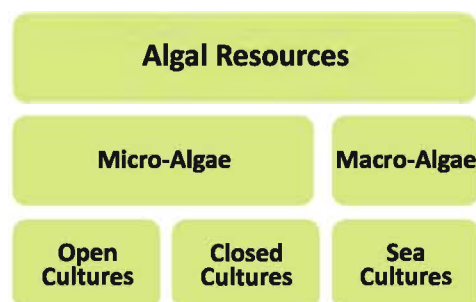 Algal Resources
Micro-Algae
Macro-Algae
Open
Cultures
Closed
Cultures
Sea
Cultures